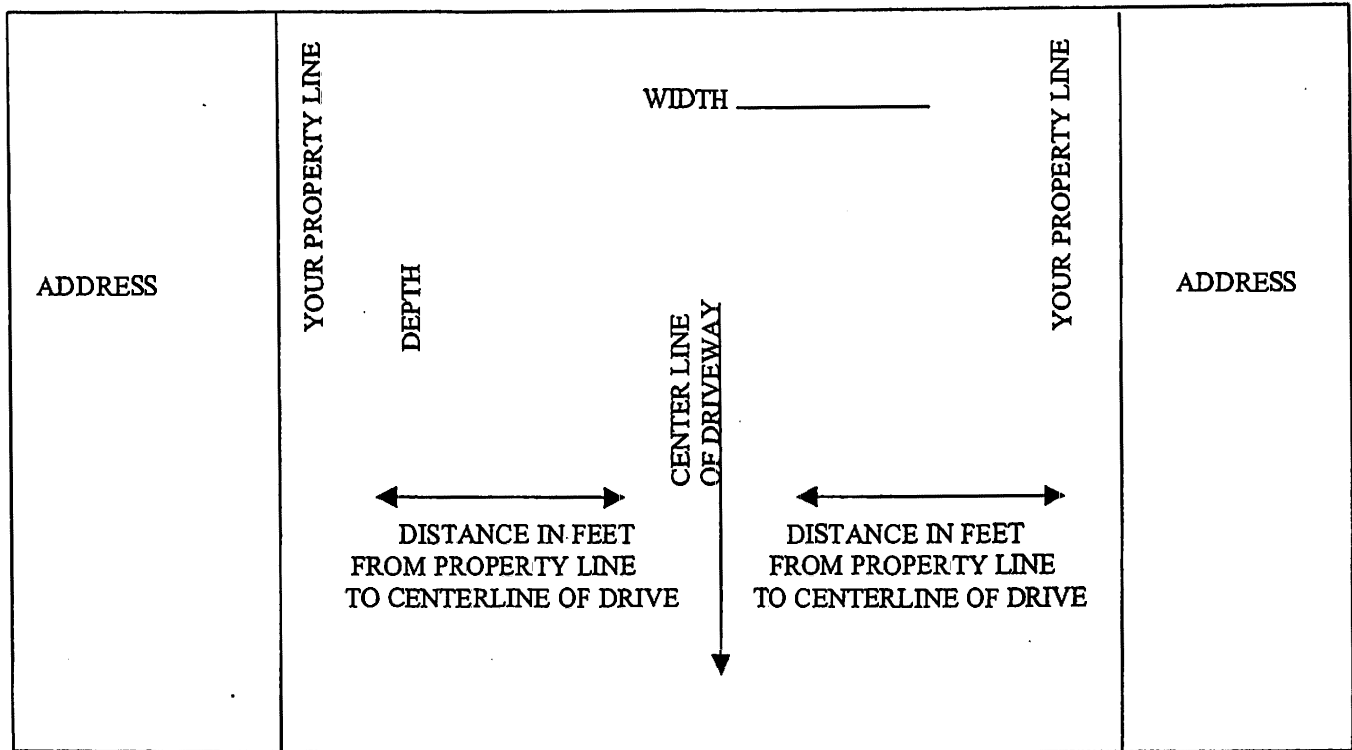 WIDTH
YOUR PROPERTY LINE
YOUR PROPERTY LINE
ADDRESS
DEPTH
ADDRESS
CENTER LINE
OF DRIVEWAY
DISTANCE IN FEET
FROM PROPERTY LINE
TO CENTERLINE OF DRIVE
DISTANCE IN FEET
FROM PROPERTY LINE
TO CENTERLINE OF DRIVE